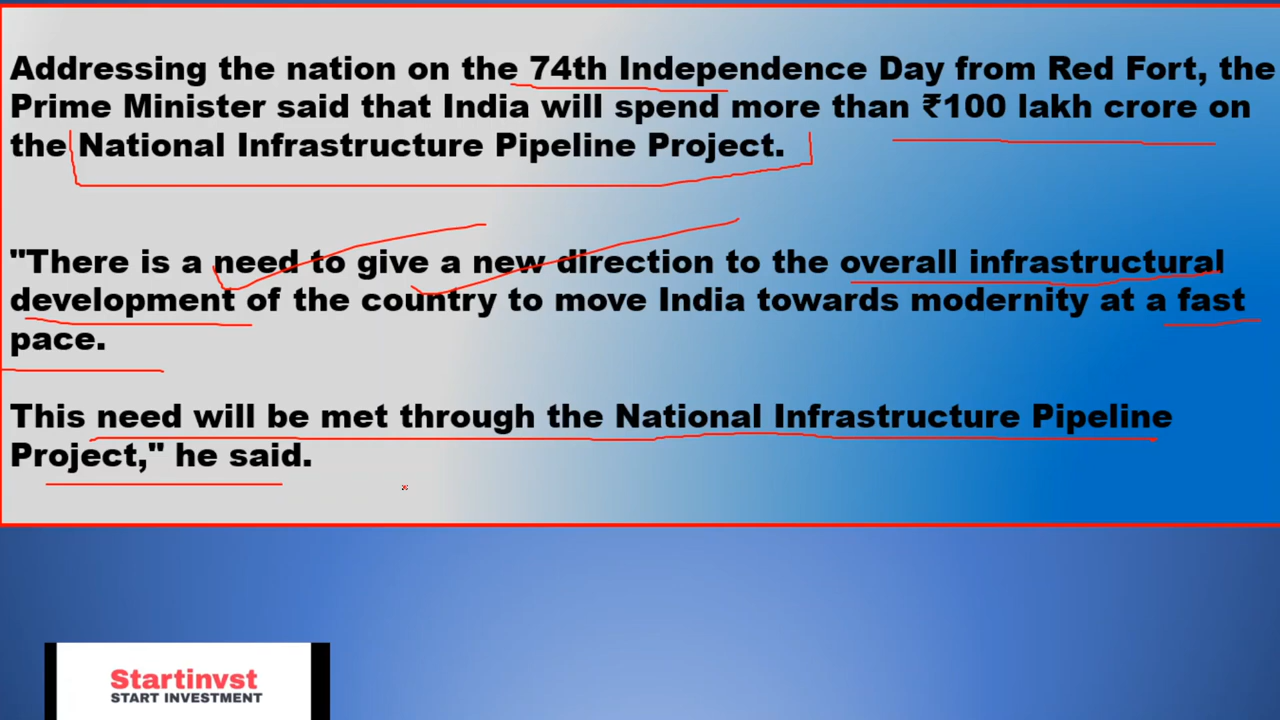 Addressing the nation on the 74th Independence Day from Red Fort, the
Prime Minister said that India will spend more than ₹100 lakh crore on
the National Infrastructure Pipeline Project.
"There is a need to give a new direction to the overall infrastructural
development of the country to move India towards modernity at a fast
pace.
This need will be met through the National Infrastructure Pipeline
Project," he said.
Startinvst
START INVESTMENT